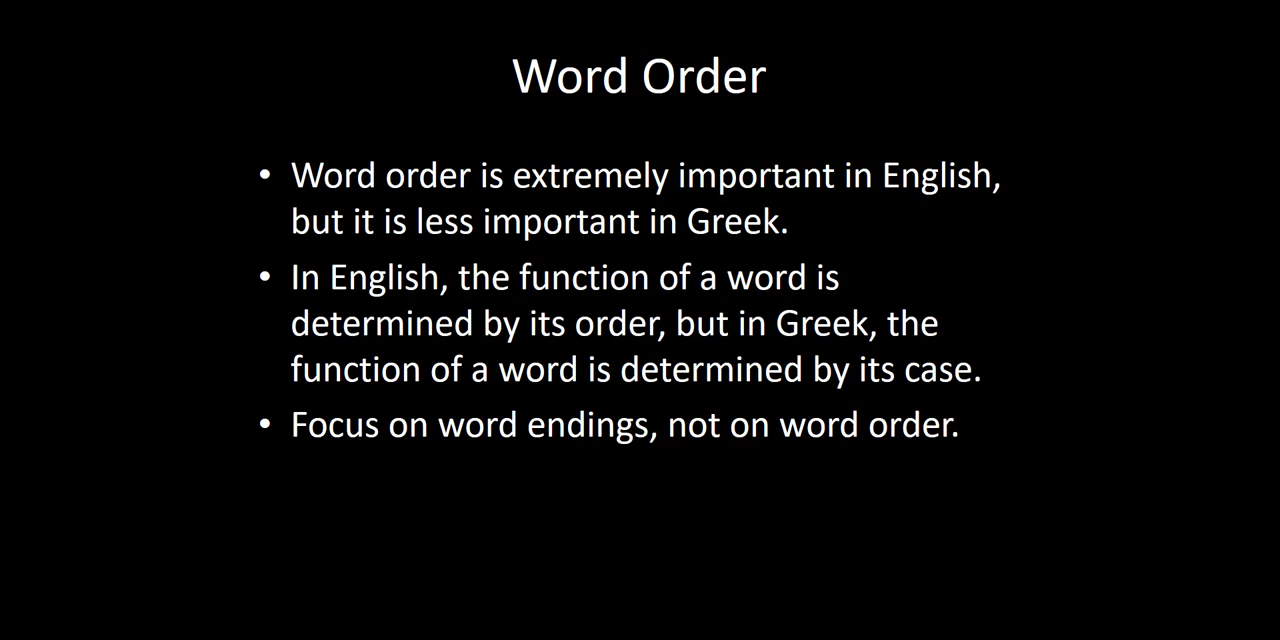 Word Order
• Word order is extremely important in English,
but it is less important in Greek.
• In English, the function of a word is
determined by its order, but in Greek, the
function of a word is determined by its case.
• Focus on word endings, not on word order.